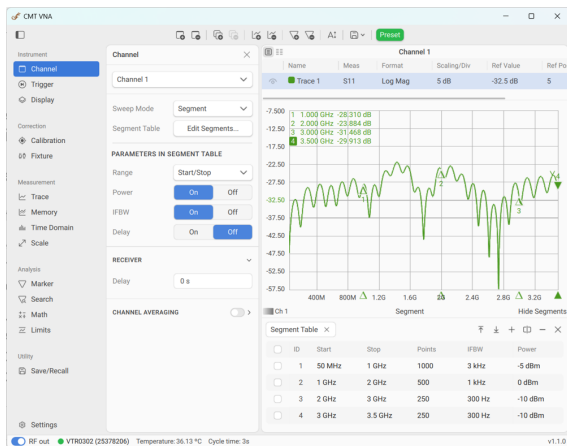 CMT VNA
Preset
Instrument
Channel
Trigger
Display
Correction
Calibration
Fixture
Measurement
Trace
Memory
Time Domain
Scale
Analysis
Marker
Search
Math
Limits
Utility
Save/Recall
Settings
Channel
Channel 1
Sweep Mode Segment
Segment Table Edit Segments...
PARAMETERS IN SEGMENT TABLE
Range Start/Stop
Power On Off
IFBW On Off
Delay On Off
RECEIVER
Delay 0 s
CHANNEL AVERAGING
Channel 1
Name Meas Format Scaling/Div Ref Value Ref Po
Trace 1 S11 Log Mag 5 dB -32.5 dB 5
-7.500
-12.50
-17.50
-22.50
-27.50
-32.50
-37.50
-42.50
-47.50
-52.50
-57.50
1 1.000 GHz -28.310 dB
2 2.000 GHz -23.884 dB
3 3.000 GHz -31.468 dB
4 3.500 GHz -29.913 dB
1
2
3
4
400M 800M 1.2G 1.6G 2G 2.4G 2.8G 3.2G
Ch 1 Segment Hide Segments
Segment Table
ID Start Stop Points IFBW Power
1 50 MHz 1 GHz 1000 3 kHz -5 dBm
2 1 GHz 2 GHz 500 1 kHz 0 dBm
3 2 GHz 3 GHz 250 300 Hz -10 dBm
4 3 GHz 3.5 GHz 250 300 Hz -10 dBm
RF out VTR0302 (25378206) Temperature: 36.13 ºC Cycle time: 3s v1.1.0